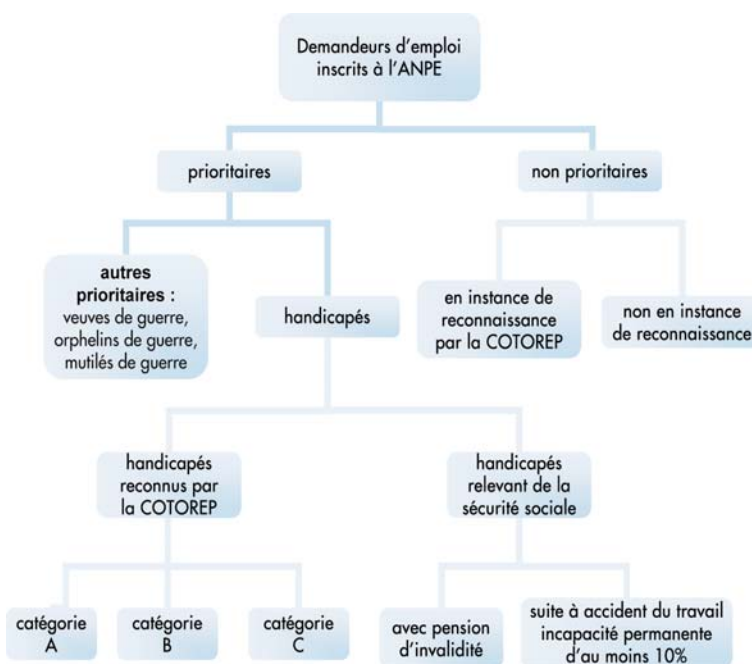 Demandeurs d'emploi
inscrits à l'ANPE
prioritaires
non prioritaires
autres
prioritaires :
veuves de guerre,
orphelins de guerre,
mutilés de guerre
handicapés
en instance de
reconnaissance
par la COTOREP
non en instance
de reconnaissance
handicapés
reconnus par
la COTOREP
handicapés
relevant de la
sécurité sociale
catégorie
A
catégorie
B
catégorie
C
avec pension
d'invalidité
suite à accident du travail
incapacité permanente
d'au moins 10%